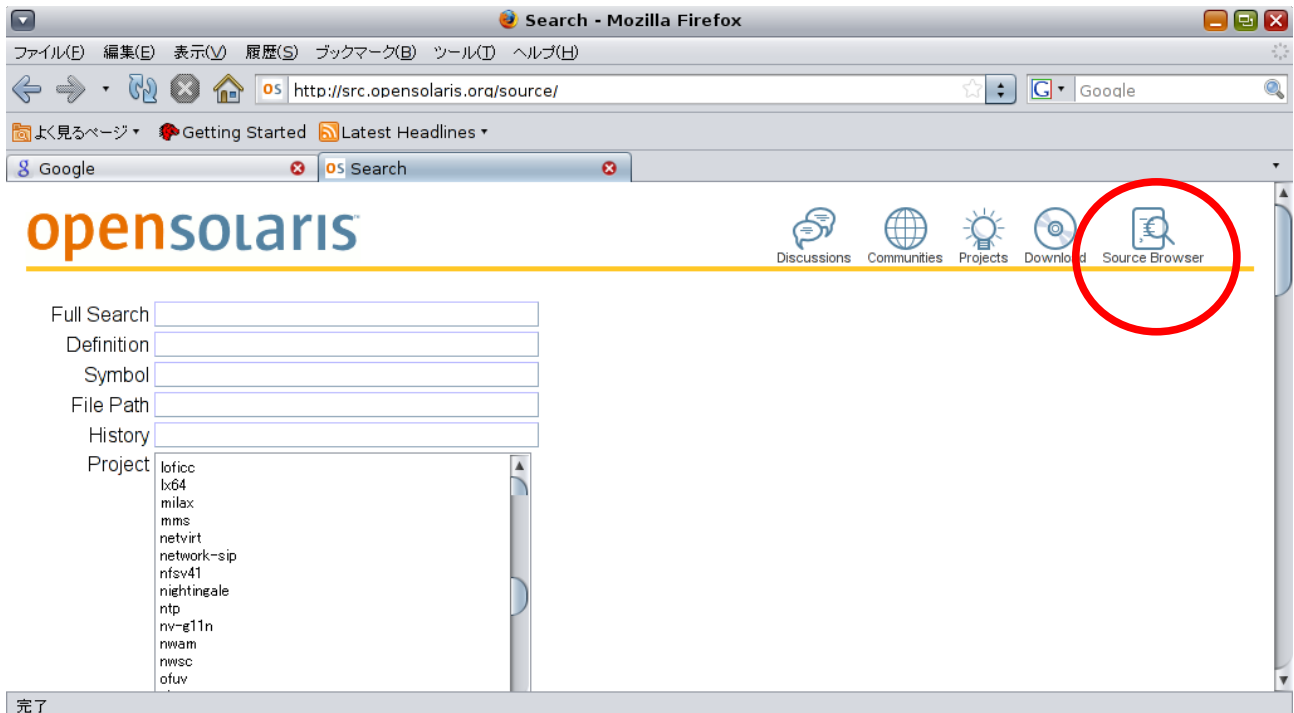 Search - Mozilla Firefox
ファイル(F) 編集(E) 表示(V) 履歴(S) ブックマーク(B) ツール(T) ヘルプ(H)
OS http://src.opensolaris.org/source/ G Google
よく見るページ Getting Started Latest Headlines
Google OS Search
opensolaris™
Discussions Communities Projects Download Source Browser
Full Search
Definition
Symbol
File Path
History
Project
loficc
lx64
milax
mms
netvirt
network-sip
nfsv41
nightingale
ntp
nv-g11n
nwam
nwsc
ofuv
完了